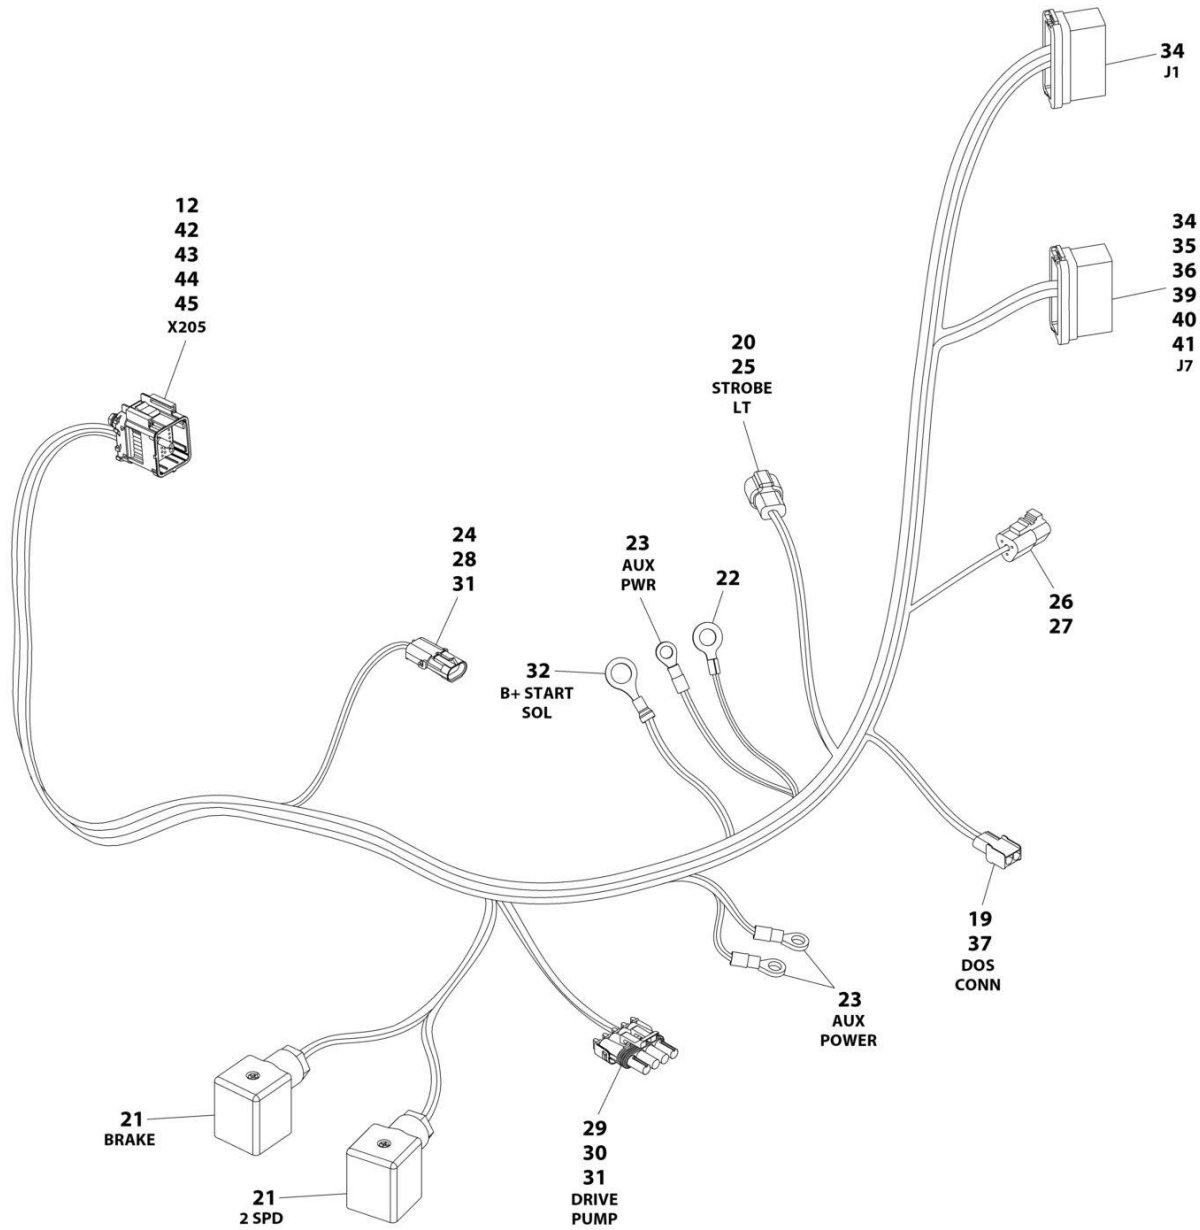 34
J1
12
42
43
44
45
X205
34
35
36
39
40
41
J7
20
25
STROBE
LT
24
28
31
23
AUX
PWR
22
26
27
32
B+ START
SOL
19
37
DOS
CONN
23
AUX
POWER
21
BRAKE
29
30
31
DRIVE
PUMP
21
2 SPD